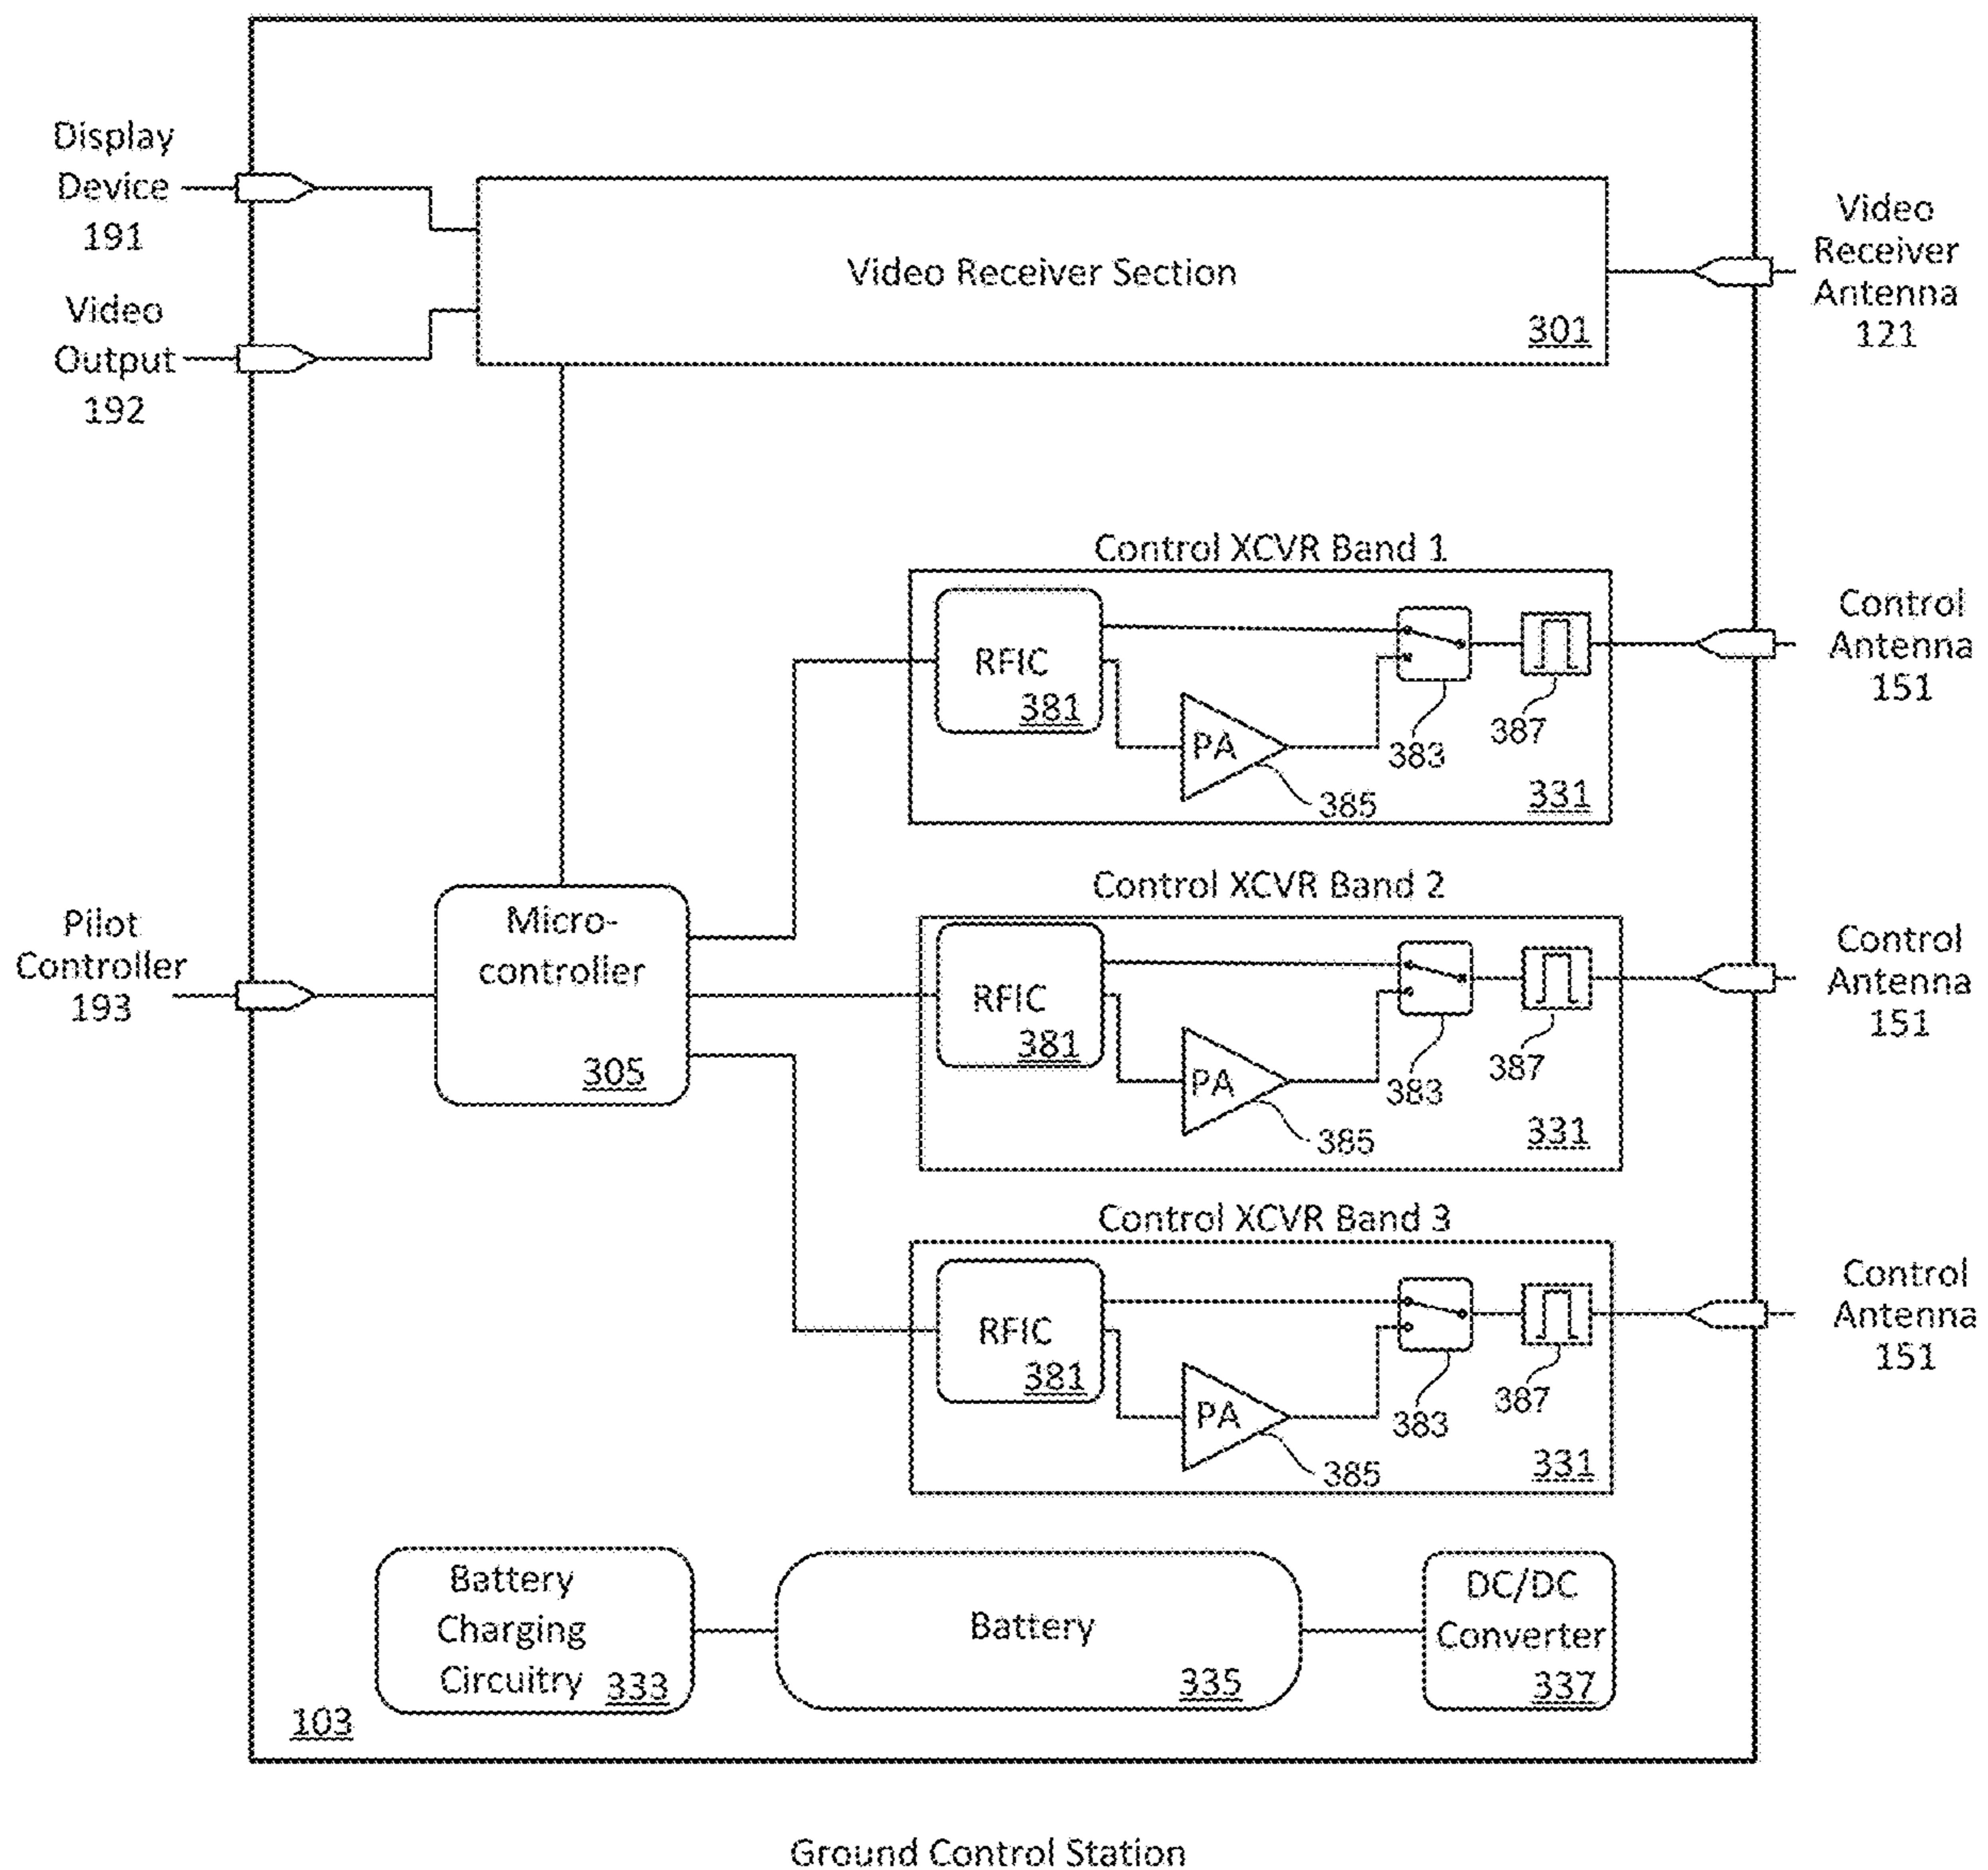 Display
Device
191
Video
Output
192
Video Receiver Section
301
Video
Receiver
Antenna
121
Control XCVR Band 1
RFIC
381
PA
385
383
387
331
Control
Antenna
151
Pilot
Controller
193
Micro-
controller
305
Control XCVR Band 2
RFIC
381
PA
385
383
387
331
Control
Antenna
151
Control XCVR Band 3
RFIC
381
PA
385
383
387
331
Control
Antenna
151
Battery
Charging
Circuitry
333
Battery
335
DC/DC
Converter
337
103
Ground Control Station